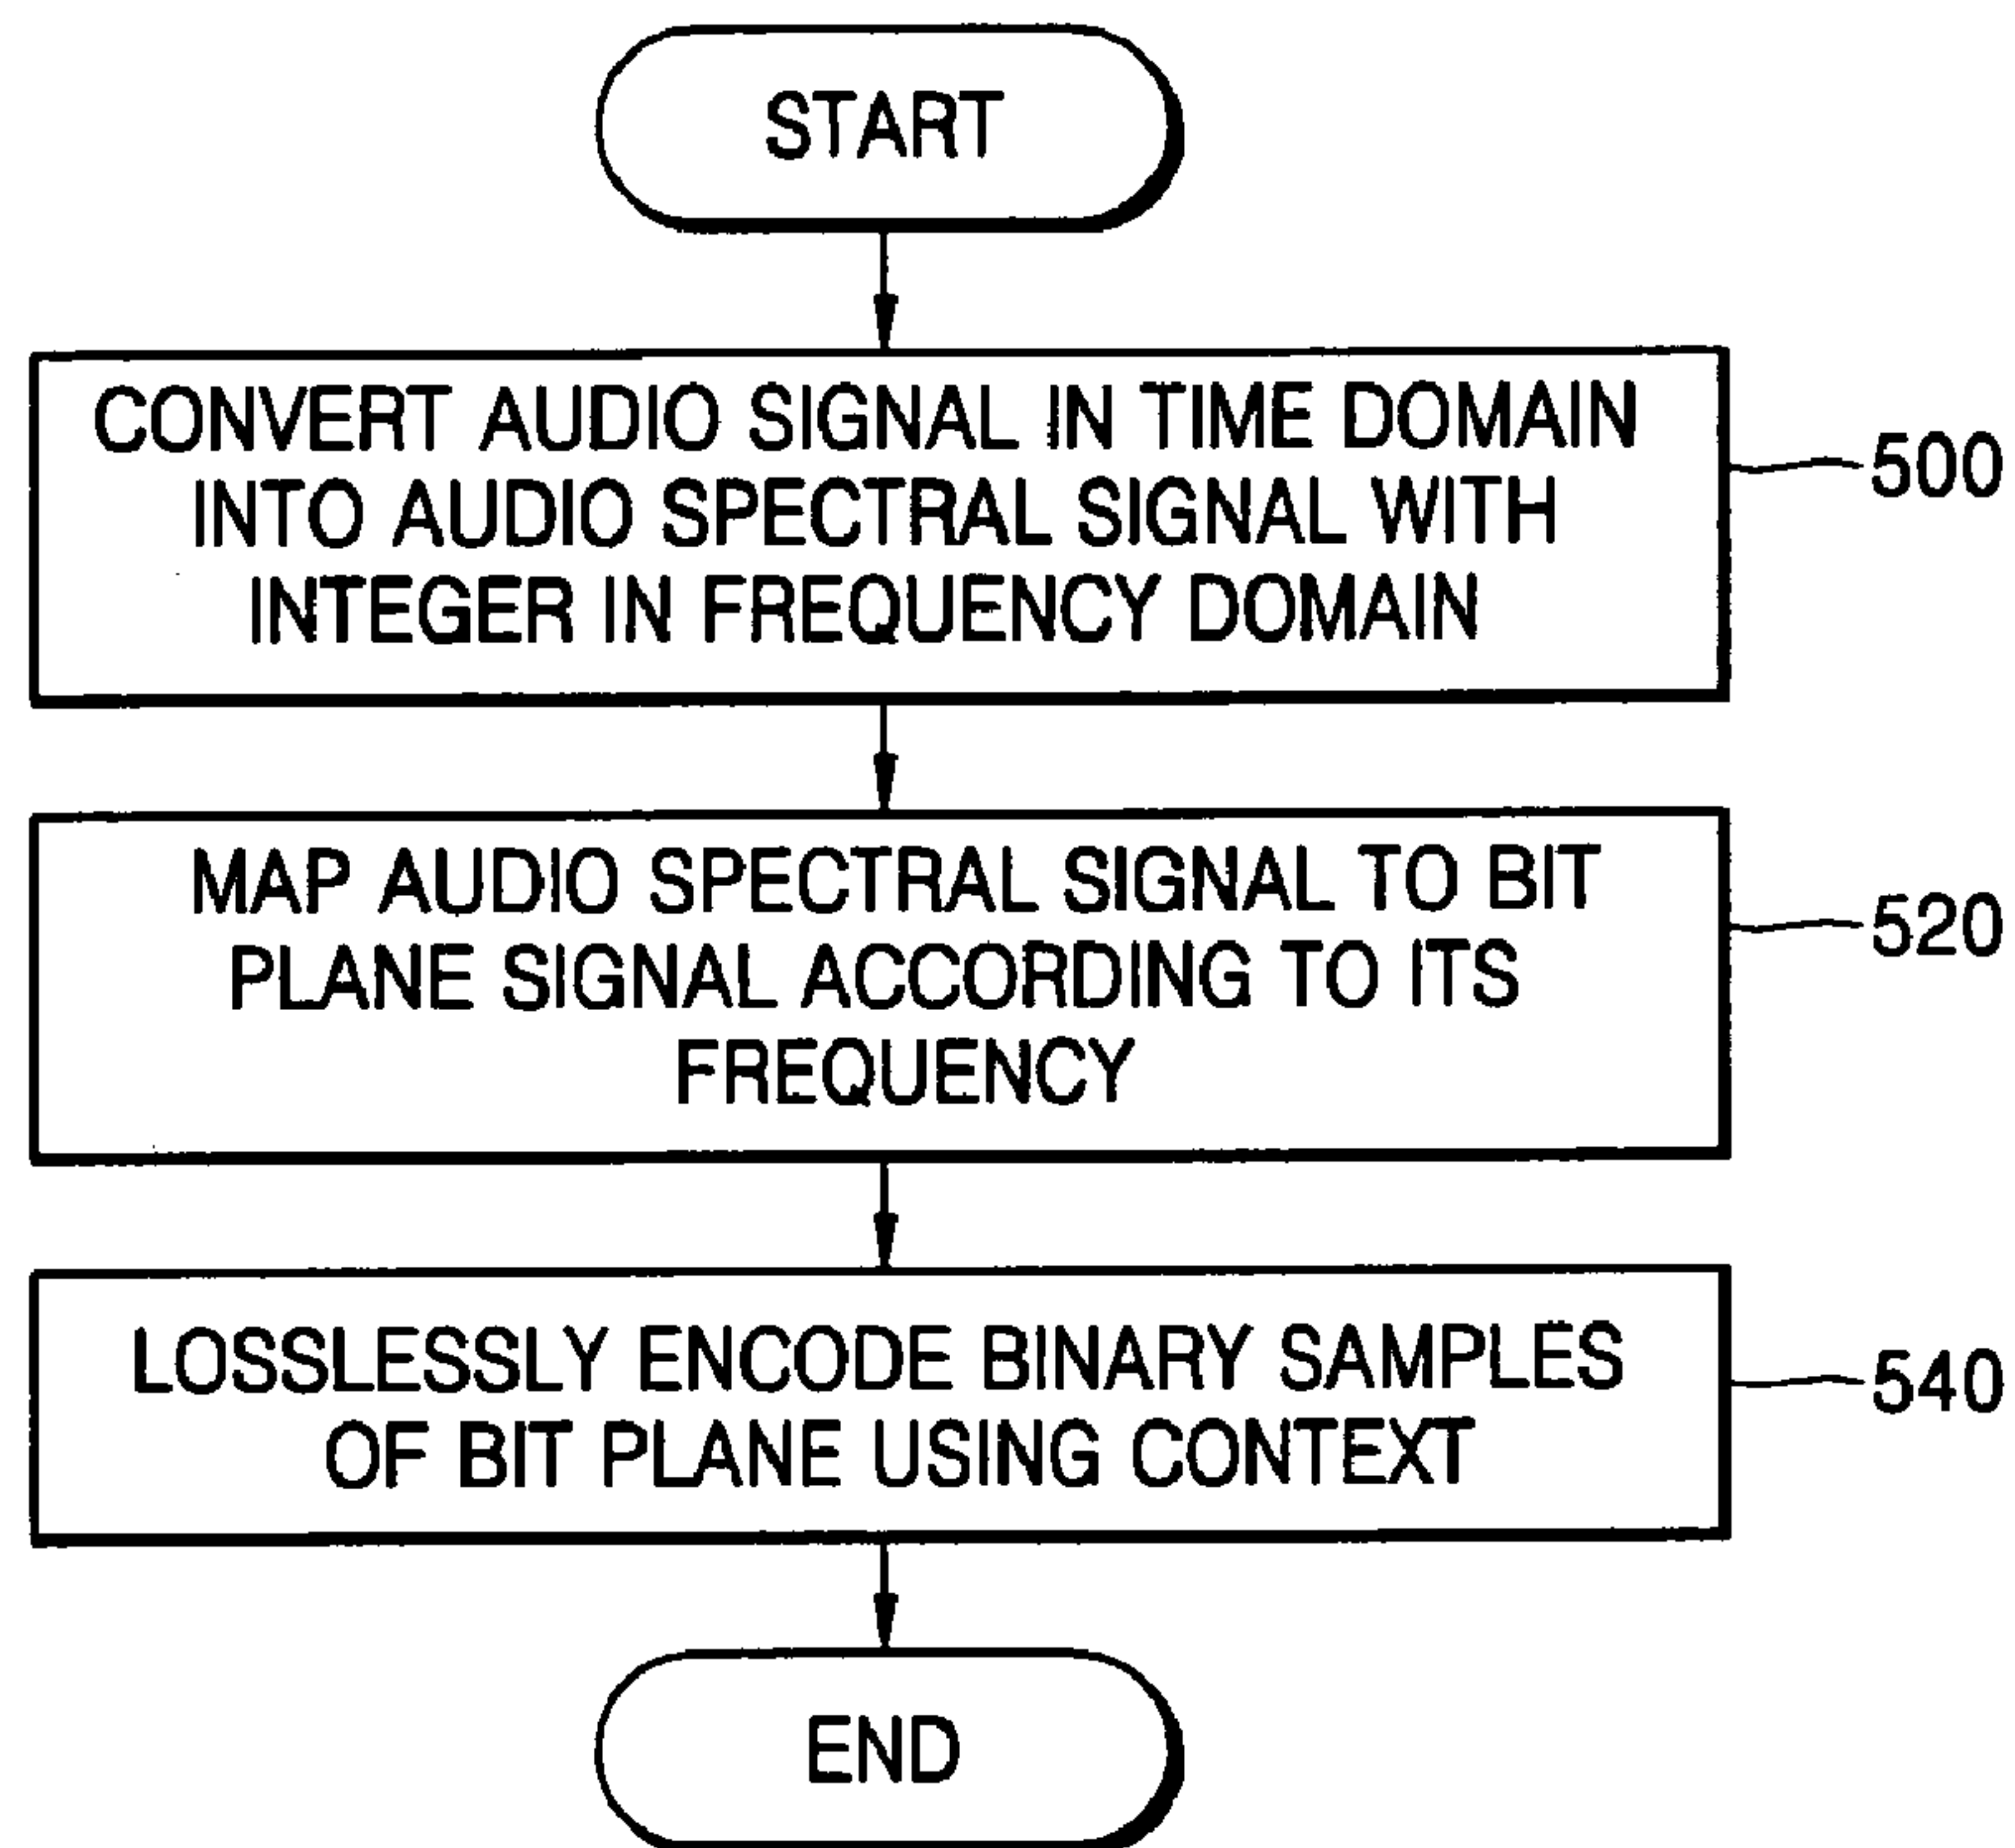 START
CONVERT AUDIO SIGNAL IN TIME DOMAIN
INTO AUDIO SPECTRAL SIGNAL WITH
INTEGER IN FREQUENCY DOMAIN
500
MAP AUDIO SPECTRAL SIGNAL TO BIT
PLANE SIGNAL ACCORDING TO ITS
FREQUENCY
520
LOSSLESSLY ENCODE BINARY SAMPLES
OF BIT PLANE USING CONTEXT
540
END